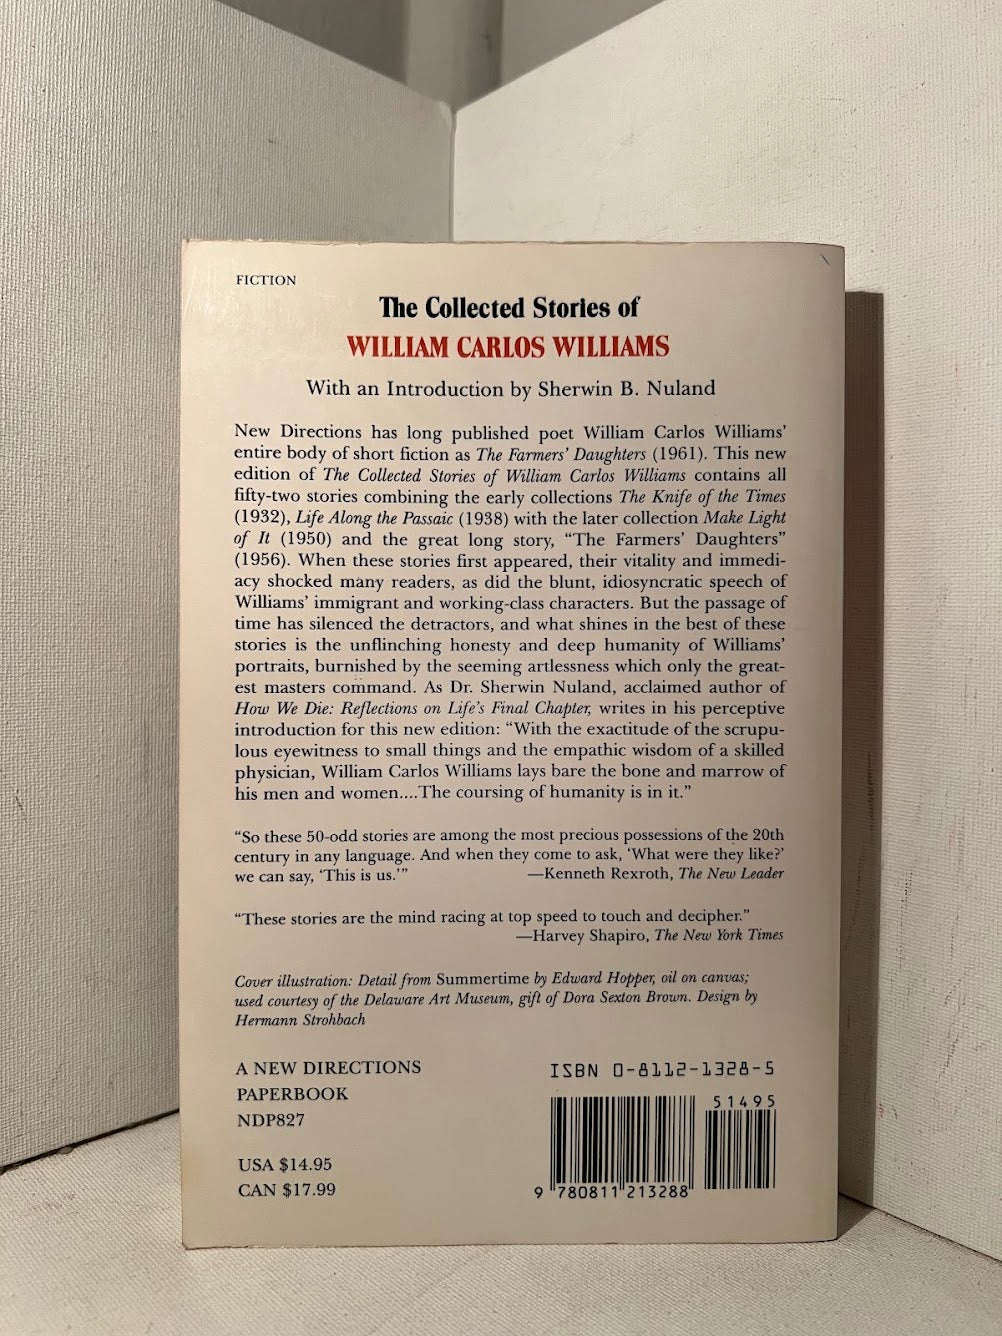 FICTION
The Collected Stories of
WILLIAM CARLOS WILLIAMS
With an Introduction by Sherwin B. Nuland
New Directions has long published poet William Carlos Williams'
entire body of short fiction as The Farmers' Daughters (1961). This new
edition of The Collected Stories of William Carlos Williams contains all
fifty-two stories combining the early collections The Knife of the Times
(1932), Life Along the Passaic (1938) with the later collection Make Light
of It (1950) and the great long story, “The Farmers' Daughters”
(1956). When these stories first appeared, their vitality and immedi-
acy shocked many readers, as did the blunt, idiosyncratic speech of
Williams' immigrant and working-class characters. But the passage of
time has silenced the detractors, and what shines in the best of these
stories is the unflinching honesty and deep humanity of Williams'
portraits, burnished by the seeming artlessness which only the great-
est masters command. As Dr. Sherwin Nuland, acclaimed author of
How We Die: Reflections on Life's Final Chapter, writes in his perceptive
introduction for this new edition: “With the exactitude of the scrupu-
lous eyewitness to small things and the empathic wisdom of a skilled
physician, William Carlos Williams lays bare the bone and marrow of
his men and women....The coursing of humanity is in it.”
“So these 50-odd stories are among the most precious possessions of the 20th
century in any language. And when they come to ask, ‘What were they like?’
we can say, ‘This is us.’” —Kenneth Rexroth, The New Leader
“These stories are the mind racing at top speed to touch and decipher.”
—Harvey Shapiro, The New York Times
Cover illustration: Detail from Summertime by Edward Hopper, oil on canvas;
used courtesy of the Delaware Art Museum, gift of Dora Sexton Brown. Design by
Hermann Strohbach
A NEW DIRECTIONS
PAPERBOOK
NDP827
USA $14.95
CAN $17.99
ISBN 0-8112-1328-5
51495
9 780811 213288